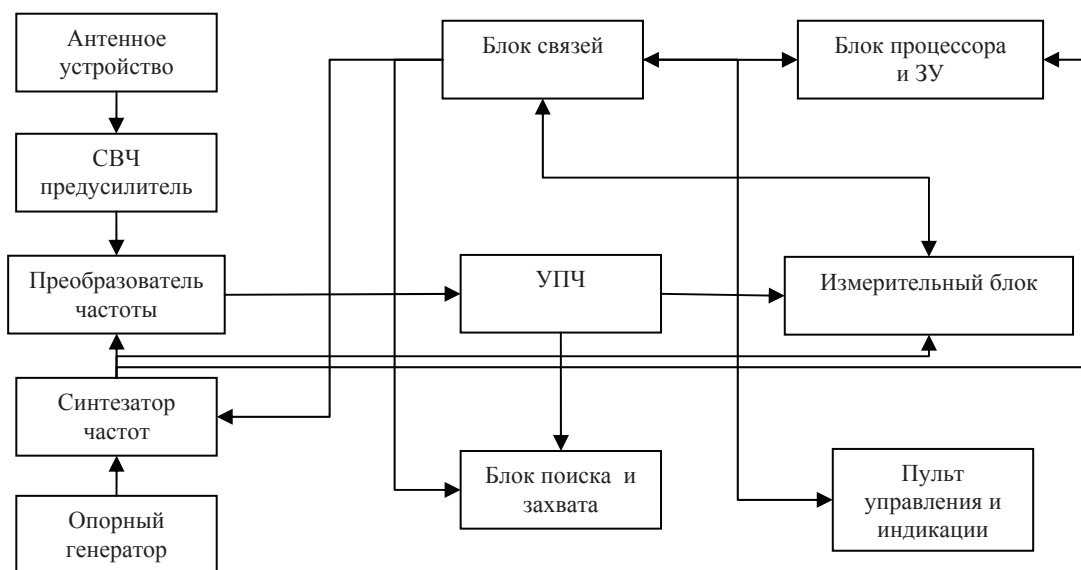 Антенное
устройство
Блок связей
Блок процессора
и ЗУ
СВЧ
предусилитель
Преобразователь
частоты
УПЧ
Измерительный блок
Синтезатор
частот
Блок поиска и
захвата
Пульт
управления и
индикации
Опорный
генератор